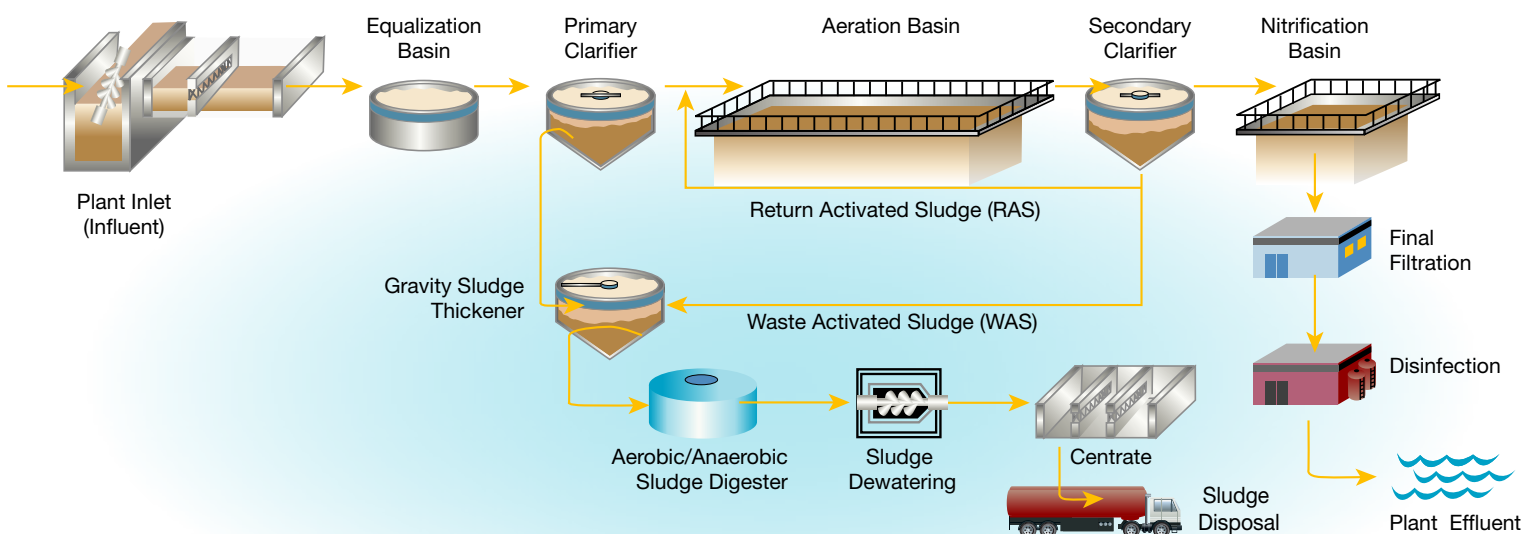 Equalization
Basin
Primary
Clarifier
Aeration Basin
Secondary
Clarifier
Nitrification
Basin
Plant Inlet
(Influent)
Return Activated Sludge (RAS)
Final
Filtration
Gravity Sludge
Thickener
Waste Activated Sludge (WAS)
Disinfection
Aerobic/Anaerobic
Sludge Digester
Sludge
Dewatering
Centrate
Sludge
Disposal
Plant Effluent